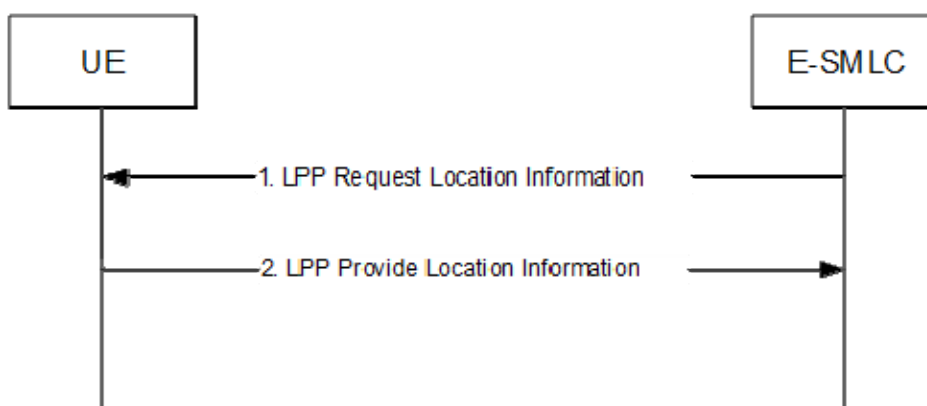 UE
E-SMLC
1. LPP Request Location Information
2. LPP Provide Location Information